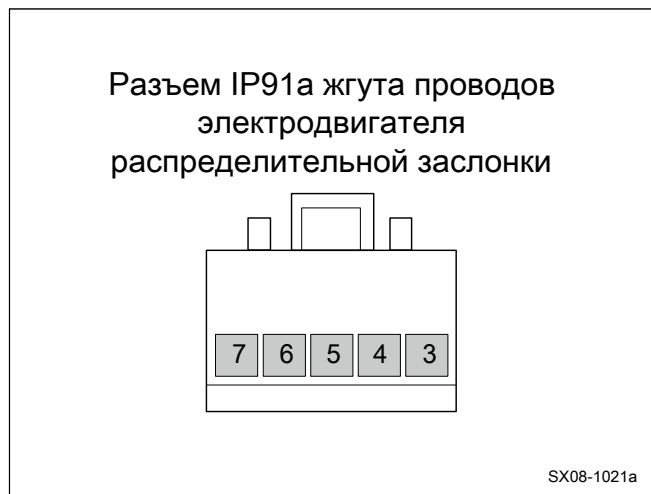 Разъем IP91a жгута проводов
электродвигателя
распределительной заслонки
7 6 5 4 3
SX08-1021a